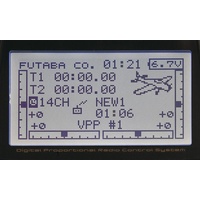 FUTABA CO. 01:21 6.7V
T1 00:00.00
T2 00:00.00
14CH NEW1
01:06
+0 +0
+0 VPP #1 +0
Digital Proportional Radio Control System